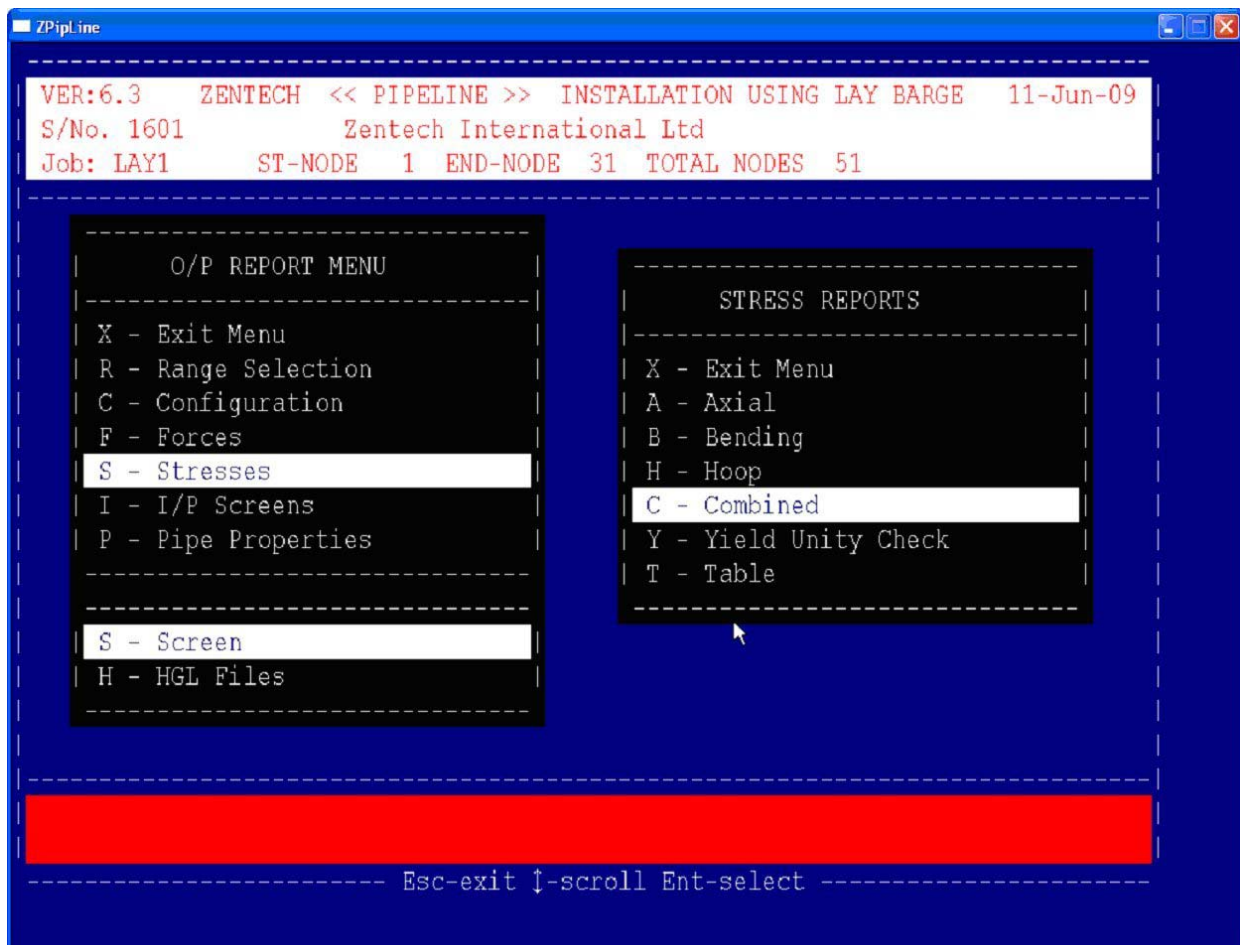 ZPipLine
VER:6.3 ZENTECH << PIPELINE >> INSTALLATION USING LAY BARGE 11-Jun-09
S/No. 1601 Zentech International Ltd
Job: LAY1 ST-NODE 1 END-NODE 31 TOTAL NODES 51
O/P REPORT MENU
X - Exit Menu
R - Range Selection
C - Configuration
F - Forces
S - Stresses
I - I/P Screens
P - Pipe Properties
S - Screen
H - HGL Files
STRESS REPORTS
X - Exit Menu
A - Axial
B - Bending
H - Hoop
C - Combined
Y - Yield Unity Check
T - Table
Esc-exit ↕-scroll Ent-select